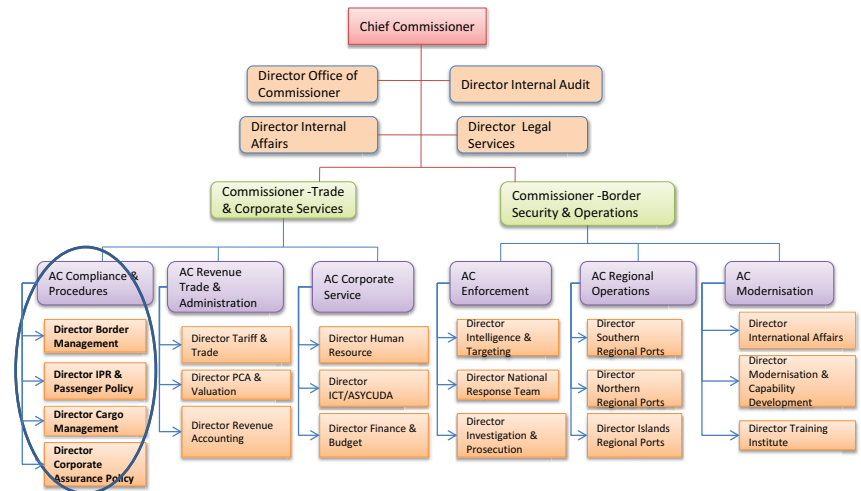 Chief Commissioner
Director Office of
Commissioner
Director Internal Audit
Director Internal
Affairs
Director Legal
Services
Commissioner -Trade
& Corporate Services
Commissioner -Border
Security & Operations
AC Compliance &
Procedures
AC Revenue
Trade &
Administration
AC Corporate
Service
AC
Enforcement
AC Regional
Operations
AC
Modernisation
Director Border
Management
Director IPR &
Passenger Policy
Director Cargo
Management
Director
Corporate
Assurance Policy
Director Tariff &
Trade
Director PCA &
Valuation
Director Revenue
Accounting
Director Human
Resource
Director
ICT/ASYCUDA
Director Finance &
Budget
Director
Intelligence &
Targeting
Director National
Response Team
Director
Investigation &
Prosecution
Director
Southern
Regional Ports
Director
Northern
Regional Ports
Director Islands
Regional Ports
Director
International Affairs
Director
Modernisation &
Capability
Development
Director Training
Institute